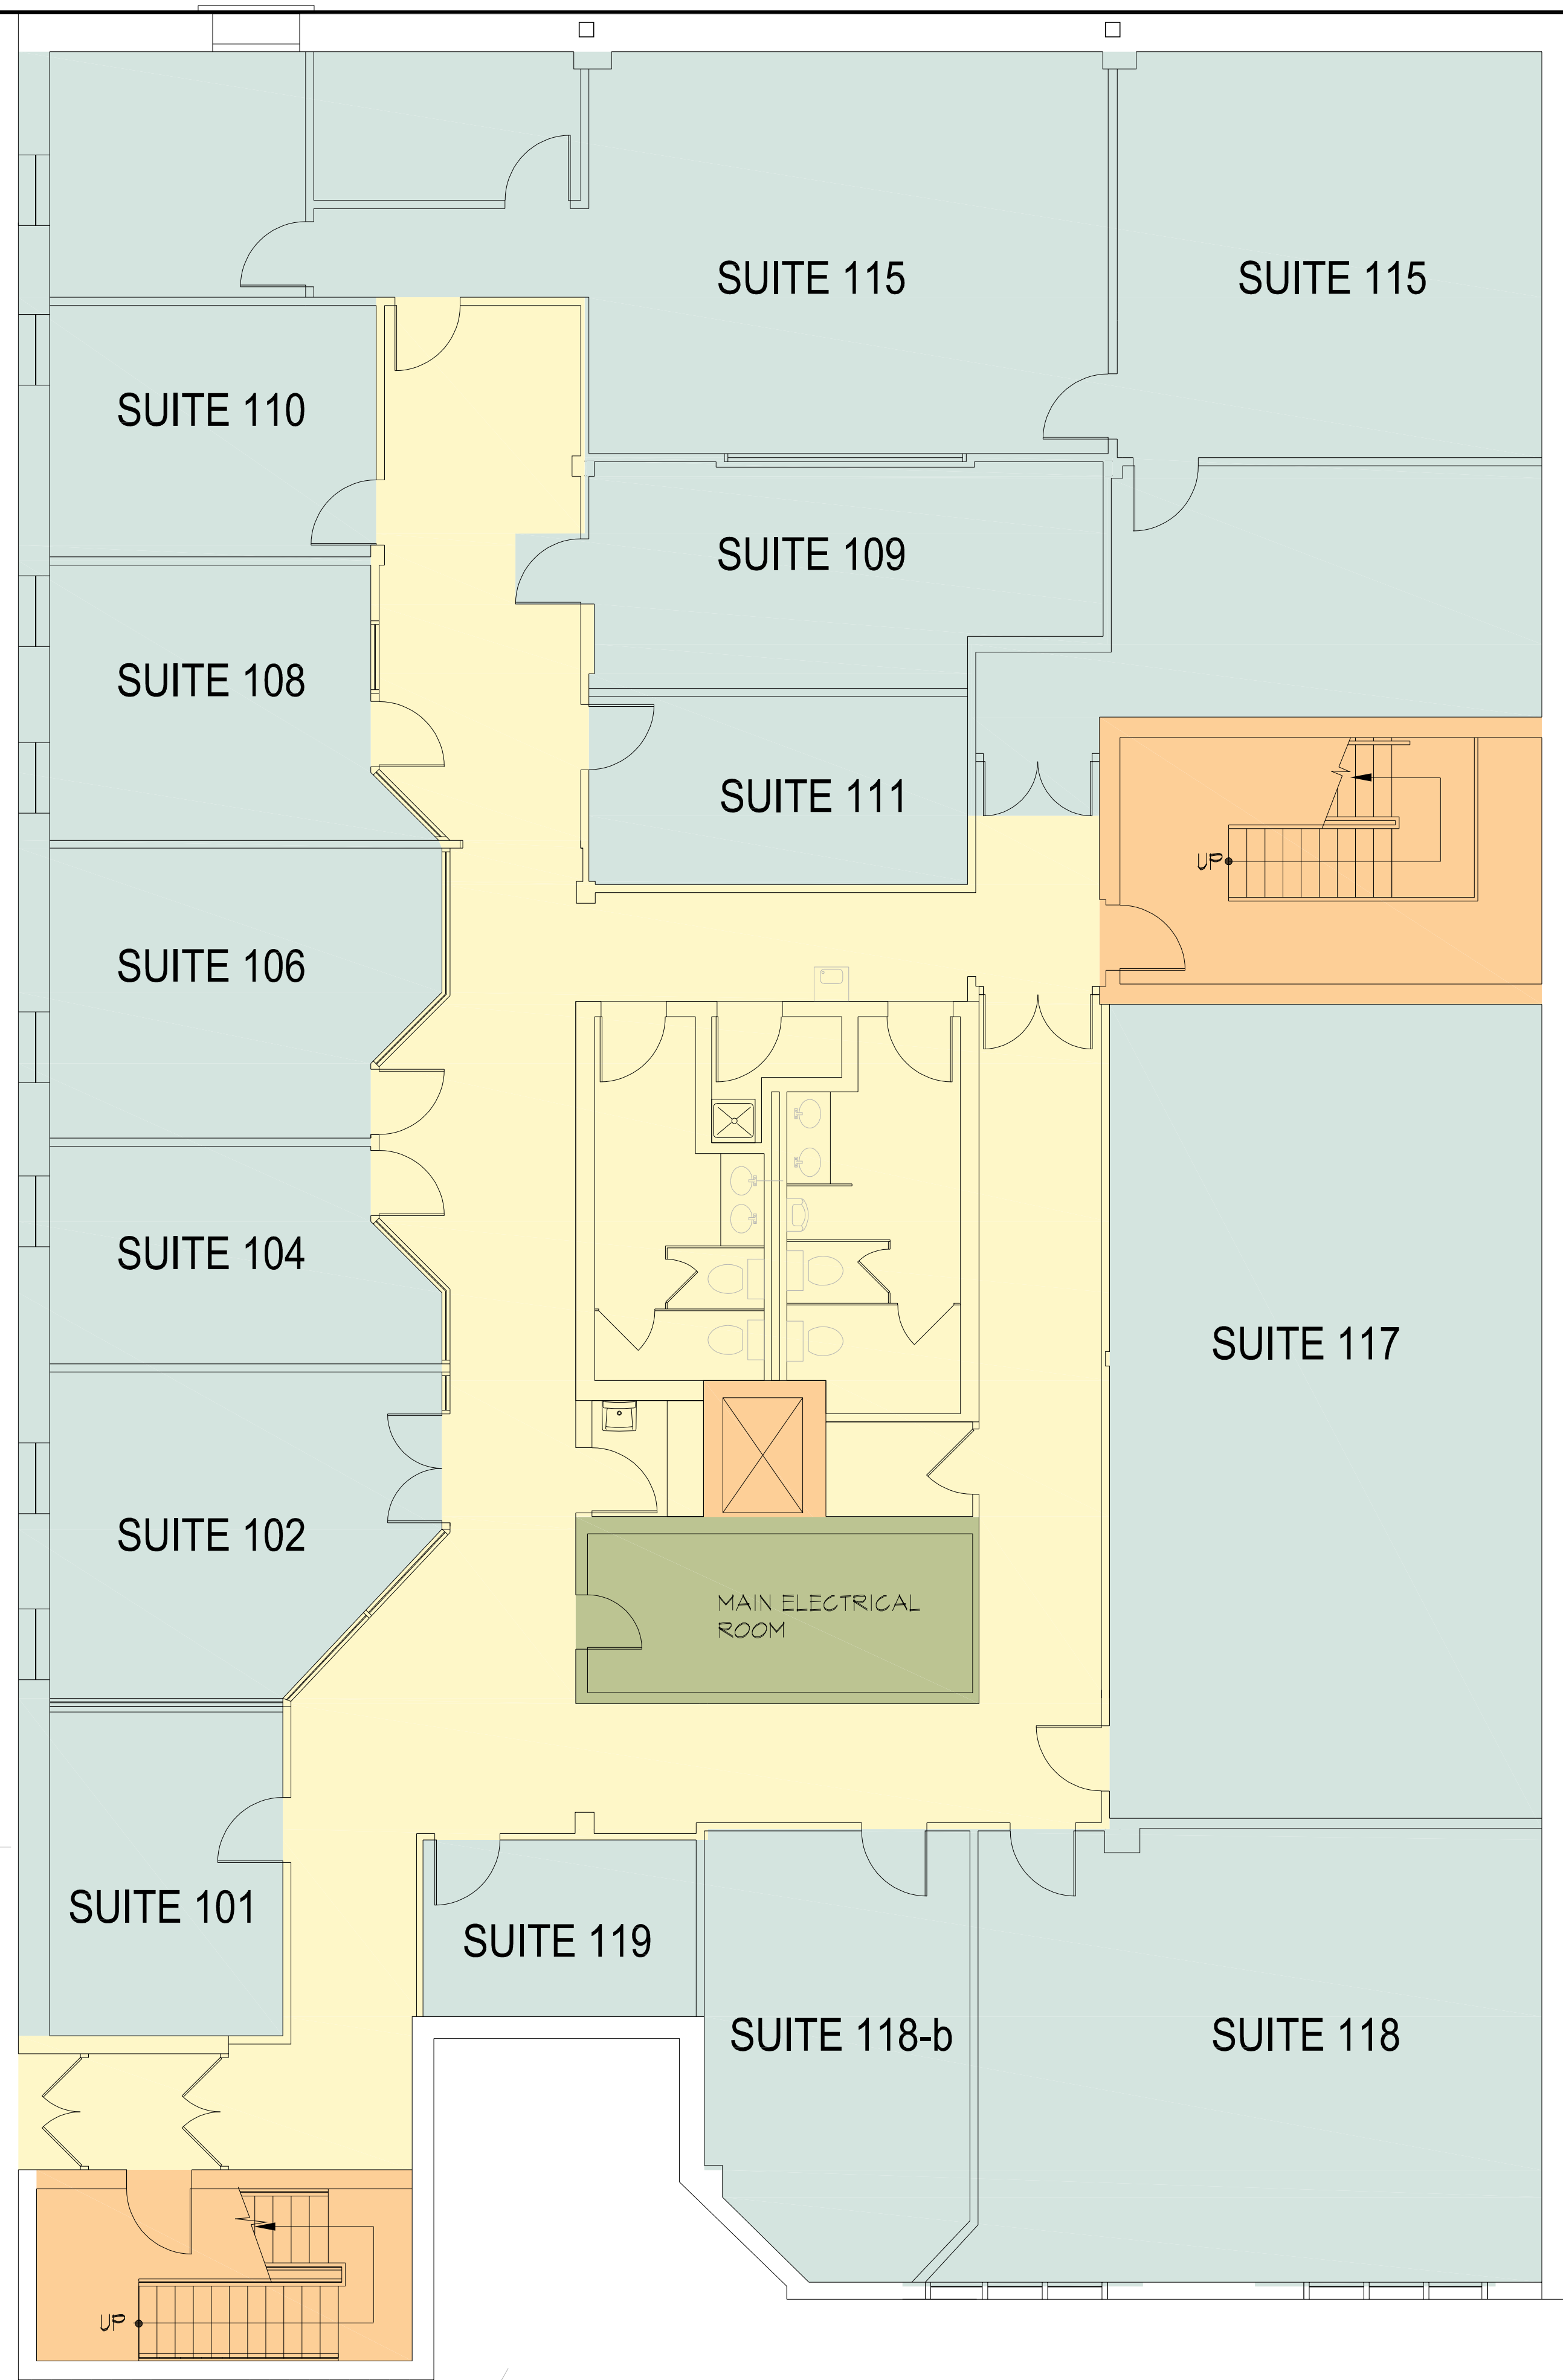 SUITE 115
SUITE 115
SUITE 110
SUITE 109
SUITE 108
SUITE 111
UP
SUITE 106
SUITE 104
SUITE 117
SUITE 102
MAIN ELECTRICAL
ROOM
SUITE 101
SUITE 119
SUITE 118-b
SUITE 118
UP